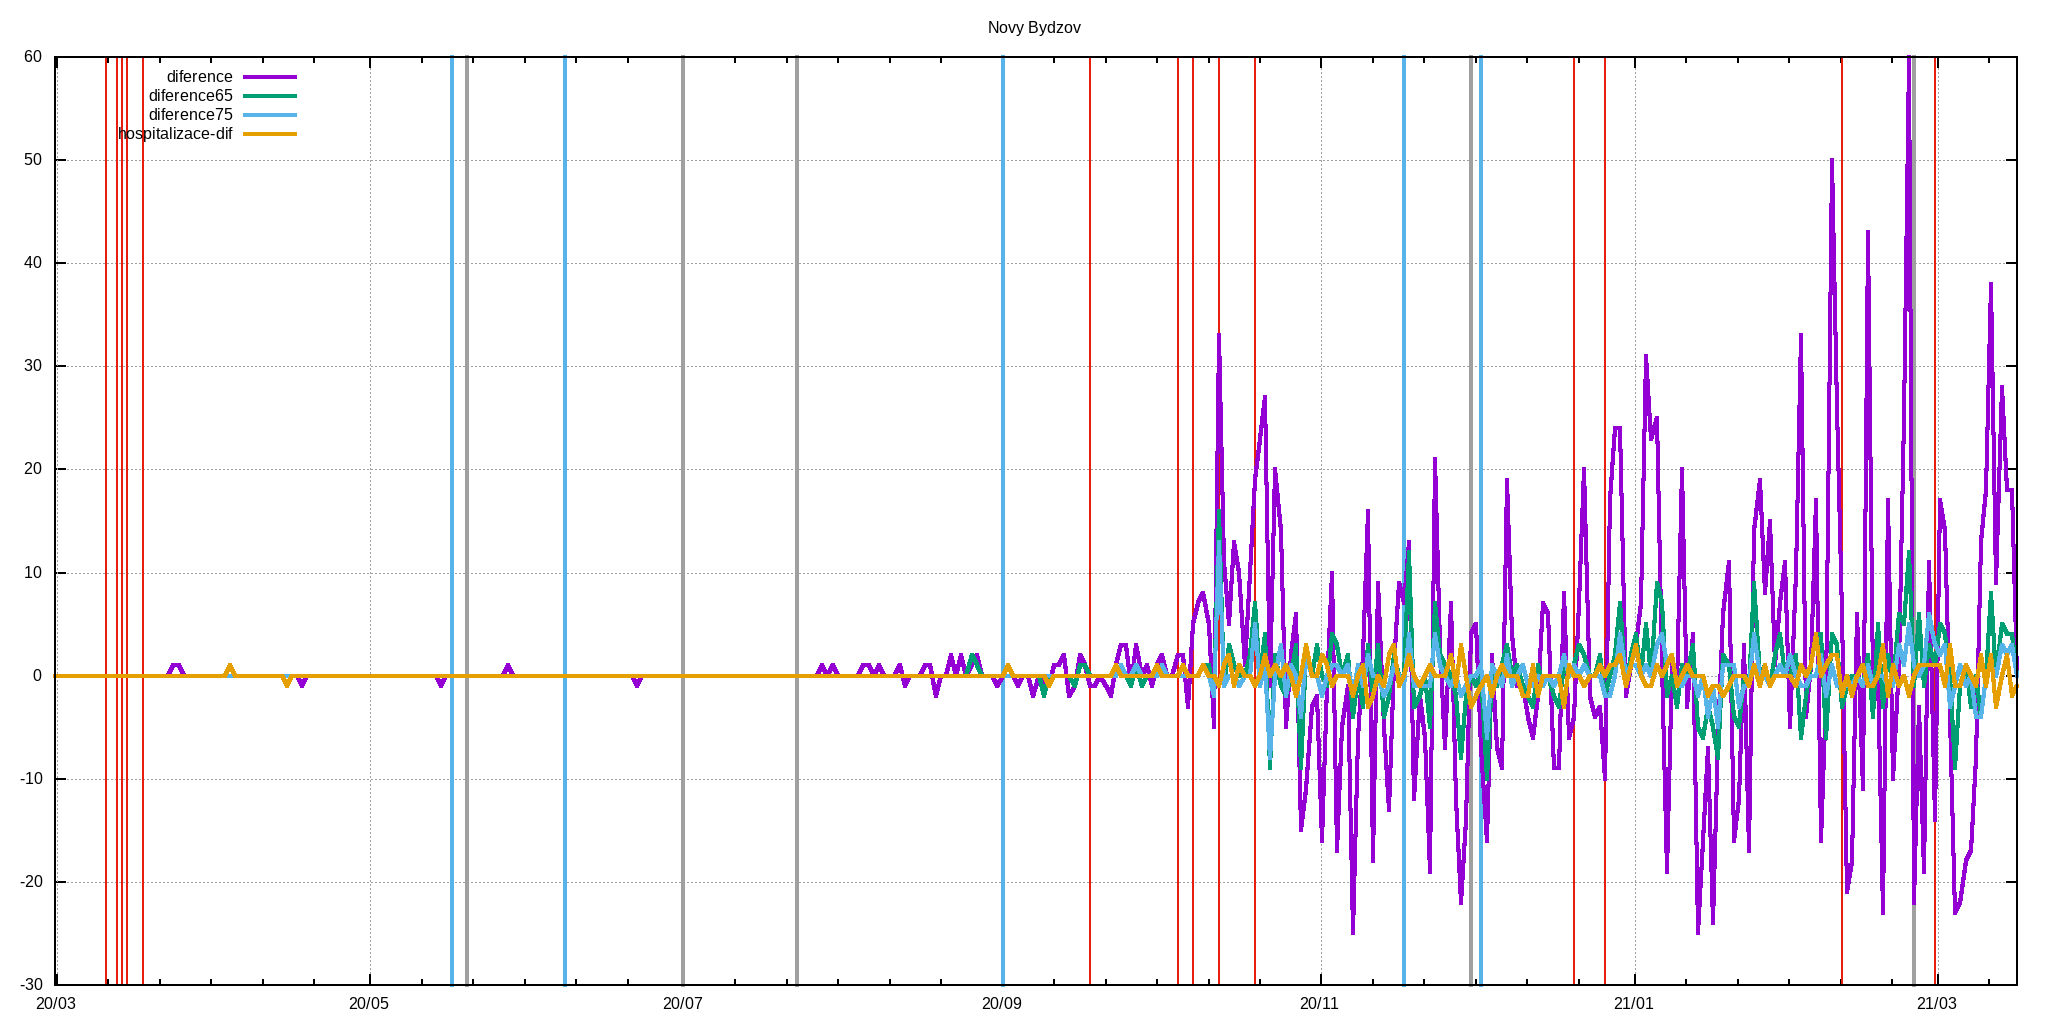 Novy Bydzov
60
50
40
30
20
10
0
-10
-20
-30
diference
diference65
diference75
hospitalizace-dif
20/03 20/05 20/07 20/09 20/11 21/01 21/03